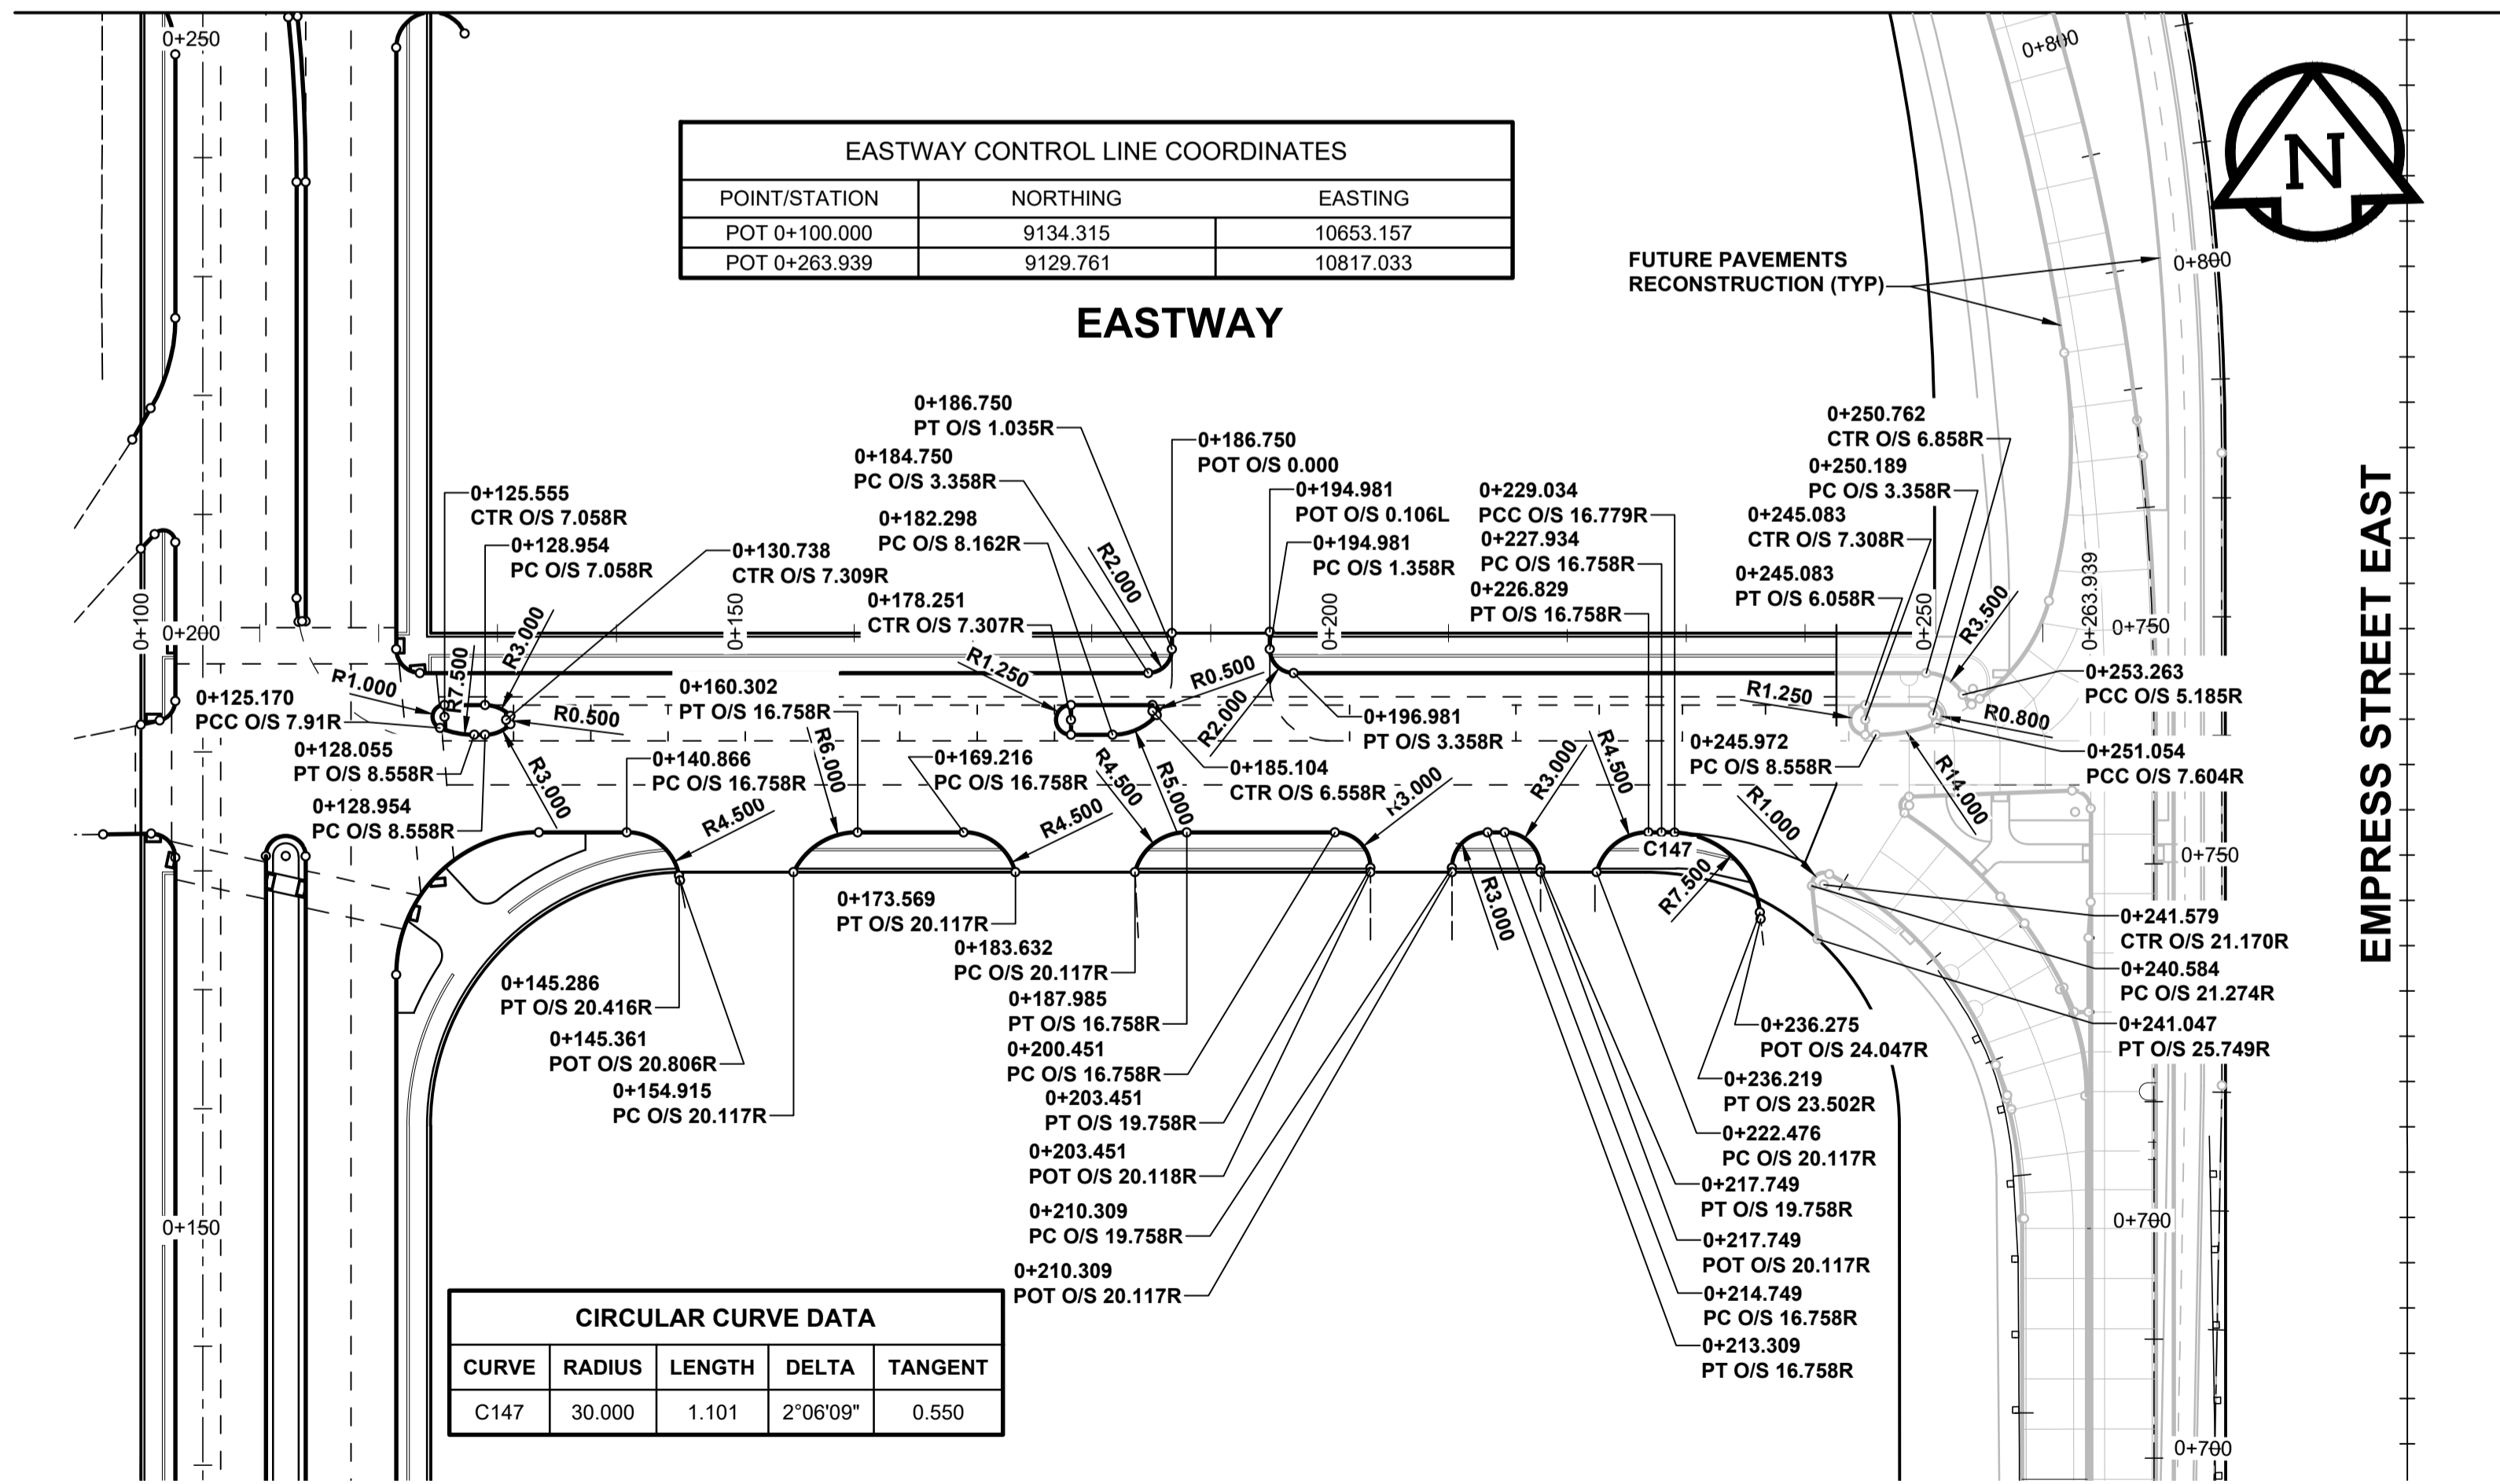 0+250
0+800
N
EASTWAY CONTROL LINE COORDINATES
POINT/STATION NORTHING EASTING
POT 0+100.000 9134.315 10653.157
POT 0+263.939 9129.761 10817.033
FUTURE PAVEMENTS
RECONSTRUCTION (TYP)
0+800
EASTWAY
EMPRESS STREET EAST
0+186.750
PT O/S 1.035R
0+184.750
PC O/S 3.358R
0+182.298
PC O/S 8.162R
0+178.251
CTR O/S 7.307R
0+186.750
POT O/S 0.000
0+194.981
POT O/S 0.106L
0+194.981
PC O/S 1.358R
0+229.034
PCC O/S 16.779R
0+227.934
PC O/S 16.758R
0+226.829
PT O/S 16.758R
0+250.762
CTR O/S 6.858R
0+250.189
PC O/S 3.358R
0+245.083
CTR O/S 7.308R
0+245.083
PT O/S 6.058R
0+125.555
CTR O/S 7.058R
0+128.954
PC O/S 7.058R
0+130.738
CTR O/S 7.309R
R2.000
R3.000
R3.500
0+100
0+200
0+150
0+200
0+250
0+263.939
0+750
R1.000
R7.500
R0.500
R1.250
R0.500
R2.000
R1.250
R0.800
0+253.263
PCC O/S 5.185R
0+125.170
PCC O/S 7.91R
0+128.055
PT O/S 8.558R
0+128.954
PC O/S 8.558R
R3.000
0+160.302
PT O/S 16.758R
0+140.866
PC O/S 16.758R
R4.500
R6.000
0+169.216
PC O/S 16.758R
R4.500
R4.500
R5.000
0+185.104
CTR O/S 6.558R
0+196.981
PT O/S 3.358R
R3.000
R3.000
R4.500
0+245.972
PC O/S 8.558R
R1.000
R14.000
0+251.054
PCC O/S 7.604R
C147
R7.500
R3.000
0+750
0+173.569
PT O/S 20.117R
0+183.632
PC O/S 20.117R
0+145.286
PT O/S 20.416R
0+145.361
POT O/S 20.806R
0+154.915
PC O/S 20.117R
0+187.985
PT O/S 16.758R
0+200.451
PC O/S 16.758R
0+203.451
PT O/S 19.758R
0+203.451
POT O/S 20.118R
0+210.309
PC O/S 19.758R
0+210.309
POT O/S 20.117R
0+241.579
CTR O/S 21.170R
0+240.584
PC O/S 21.274R
0+241.047
PT O/S 25.749R
0+236.275
POT O/S 24.047R
0+236.219
PT O/S 23.502R
0+222.476
PC O/S 20.117R
0+217.749
PT O/S 19.758R
0+217.749
POT O/S 20.117R
0+214.749
PC O/S 16.758R
0+213.309
PT O/S 16.758R
0+150
0+700
0+700
CIRCULAR CURVE DATA
CURVE RADIUS LENGTH DELTA TANGENT
C147 30.000 1.101 2°06'09" 0.550